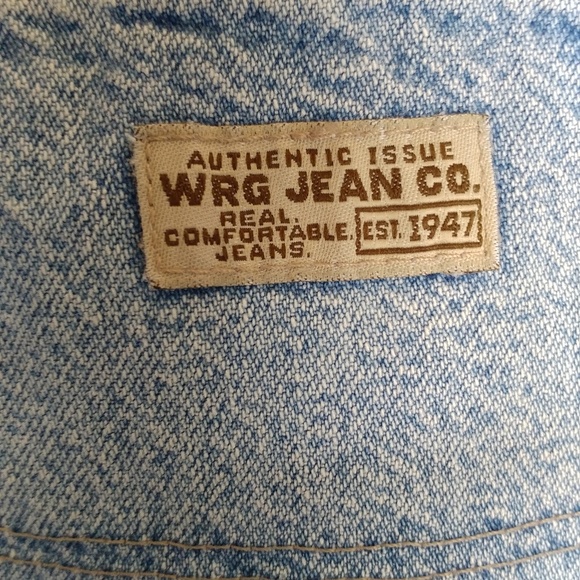 AUTHENTIC ISSUE
WRG JEAN CO.
REAL.
COMFORTABLE.
JEANS.
EST. 1947